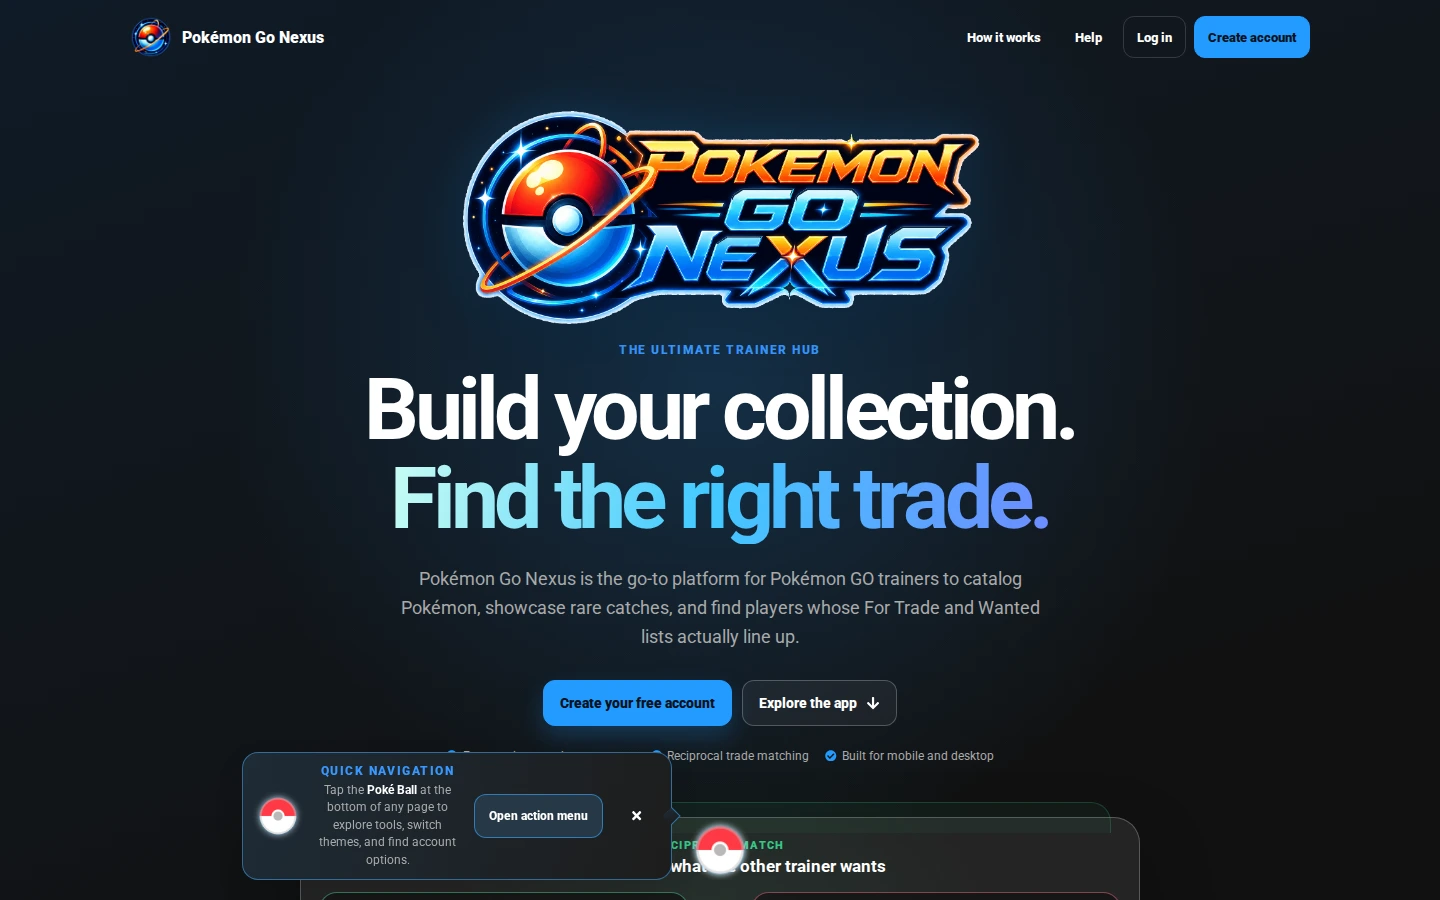 Pokémon Go Nexus
How it works
Help
Log in
Create account
POKEMON
GO
NEXUS
THE ULTIMATE TRAINER HUB
Build your collection.
Find the right trade.
Pokémon Go Nexus is the go-to platform for Pokémon GO trainers to catalog
Pokémon, showcase rare catches, and find players whose For Trade and Wanted
lists actually line up.
Create your free account
Explore the app
Reciprocal trade matching
Built for mobile and desktop
QUICK NAVIGATION
Tap the Poké Ball at the
bottom of any page to
explore tools, switch
themes, and find account
options.
Open action menu
MATCH
other trainer wants